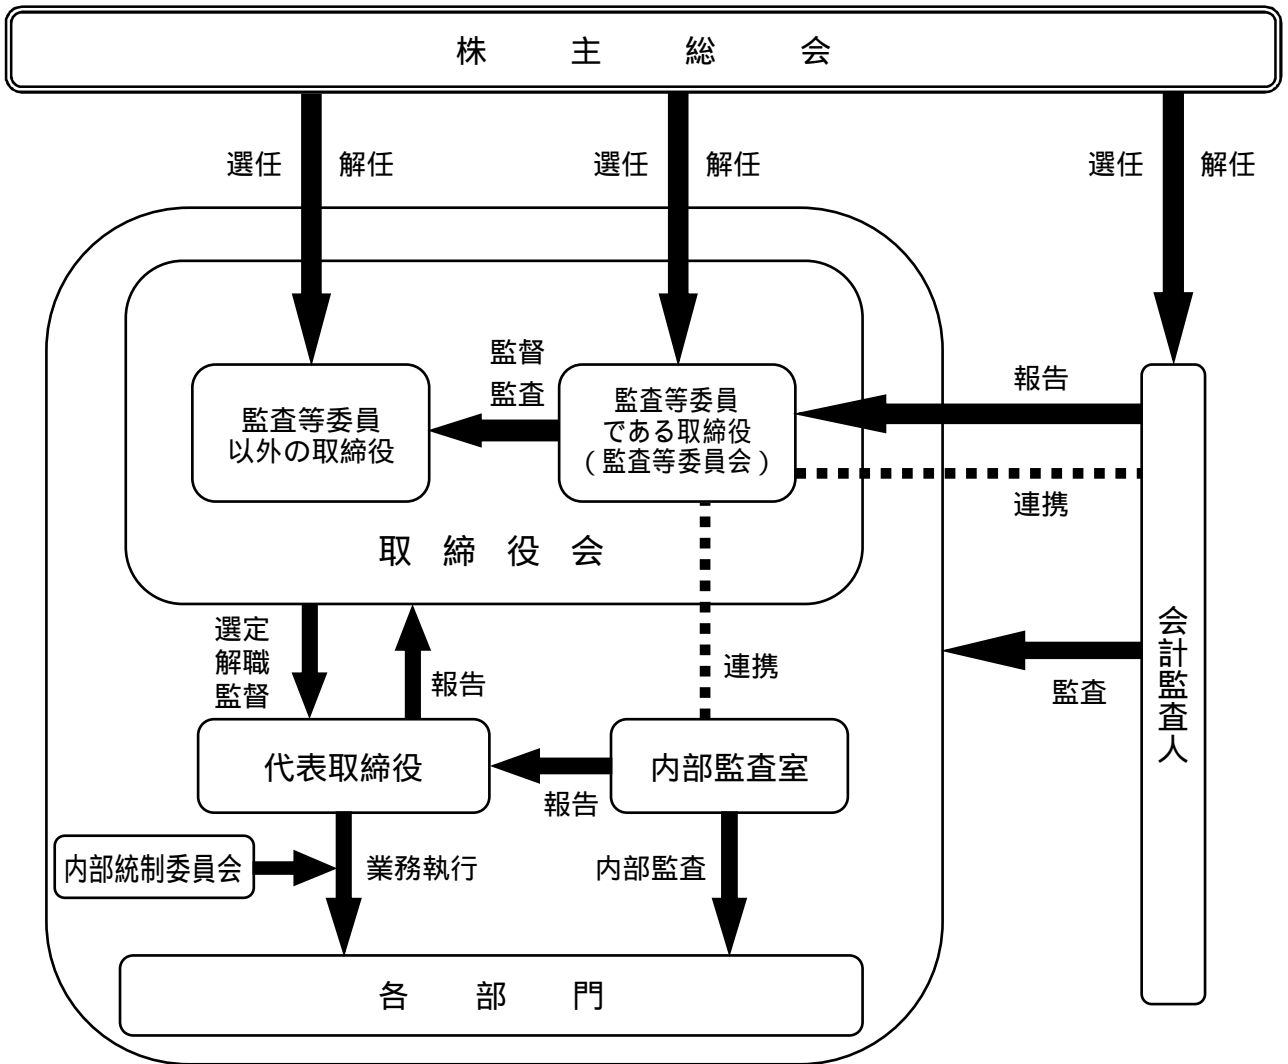 株主総会
選任
解任
選任
解任
選任
解任
監督
監査
監査等委員
以外の取締役
監査等委員
である取締役
（監査等委員会）
報告
連携
取締役会
選定
解職
監督
報告
連携
監査
会計監査人
代表取締役
内部監査室
報告
内部統制委員会
業務執行
内部監査
各部門